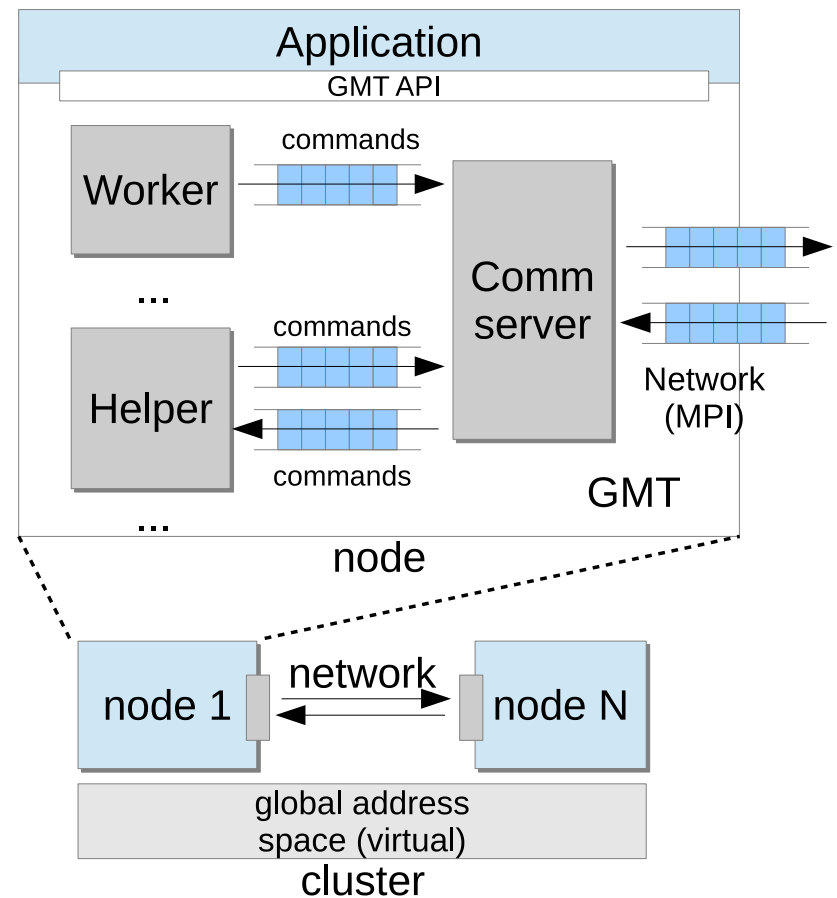 Application
GMT API
commands
Worker
...
Comm
server
commands
Helper
commands
...
Network
(MPI)
GMT
node
network
node 1
node N
global address
space (virtual)
cluster